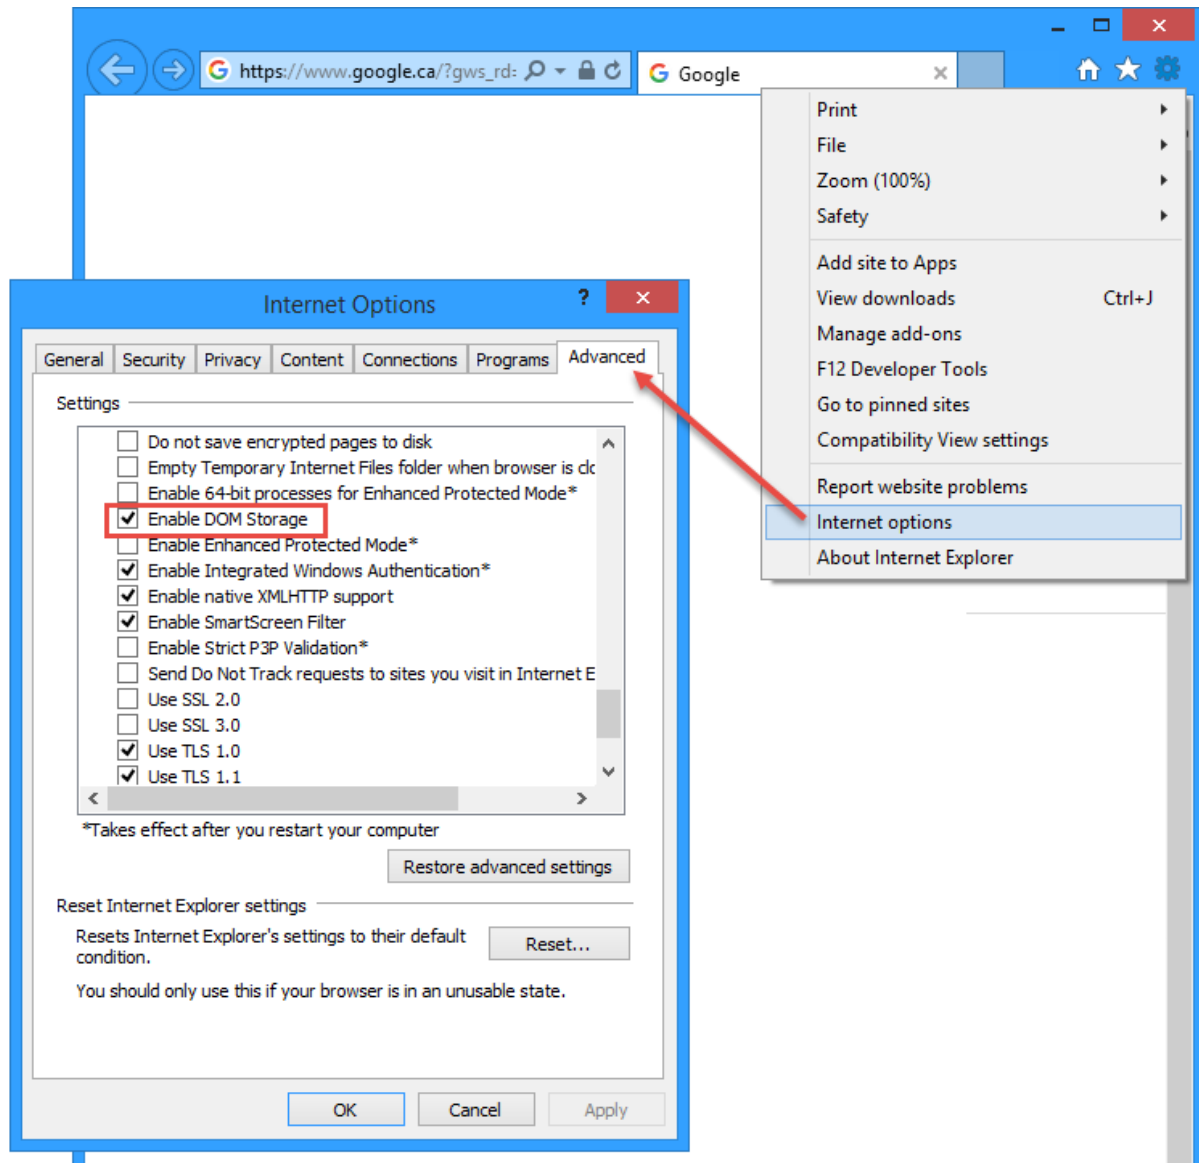 https://www.google.ca/?gws_rd=
Google
Print
File
Zoom (100%)
Safety
Add site to Apps
View downloads Ctrl+J
Manage add-ons
F12 Developer Tools
Go to pinned sites
Compatibility View settings
Report website problems
Internet options
About Internet Explorer
Internet Options
?
General Security Privacy Content Connections Programs Advanced
Settings
Do not save encrypted pages to disk
Empty Temporary Internet Files folder when browser is clo
Enable 64-bit processes for Enhanced Protected Mode*
Enable DOM Storage
Enable Enhanced Protected Mode*
Enable Integrated Windows Authentication*
Enable native XMLHTTP support
Enable SmartScreen Filter
Enable Strict P3P Validation*
Send Do Not Track requests to sites you visit in Internet E
Use SSL 2.0
Use SSL 3.0
Use TLS 1.0
Use TLS 1.1
*Takes effect after you restart your computer
Restore advanced settings
Reset Internet Explorer settings
Resets Internet Explorer's settings to their default
condition.
Reset...
You should only use this if your browser is in an unusable state.
OK Cancel Apply